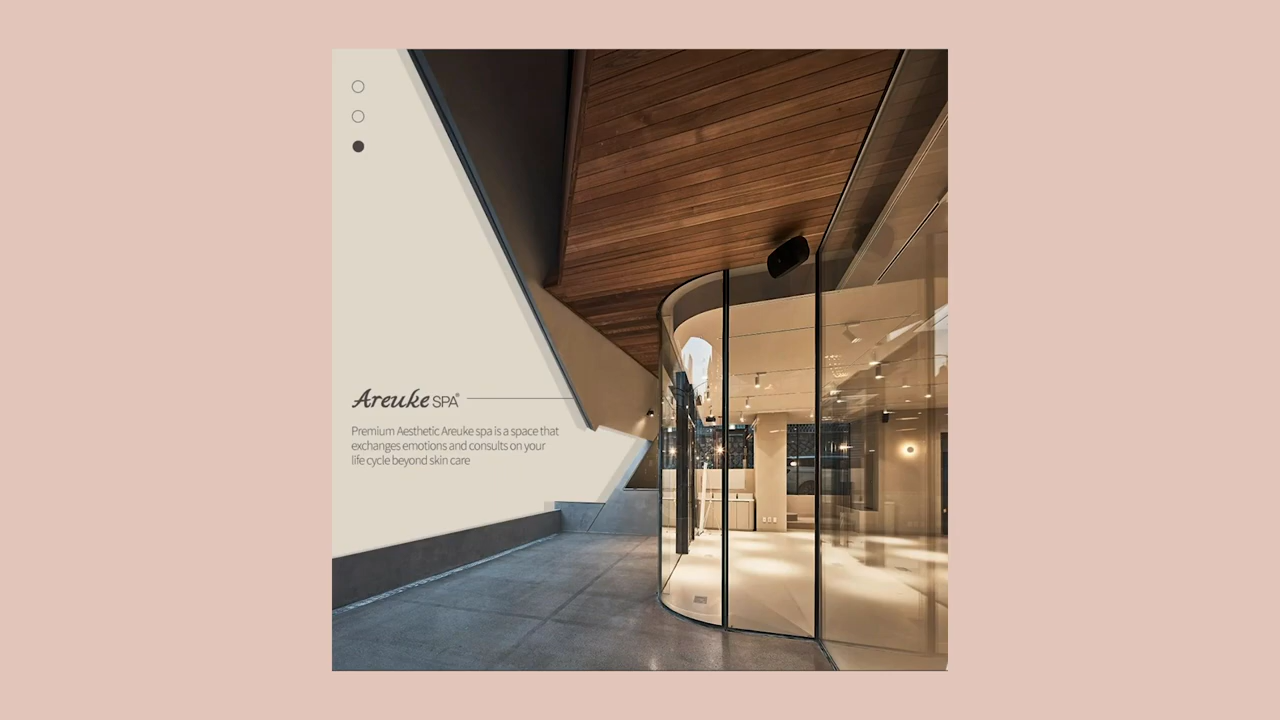 Areuke SPA®
Premium Aesthetic Areuke spa is a space that
exchanges emotions and consults on your
life cycle beyond skin care